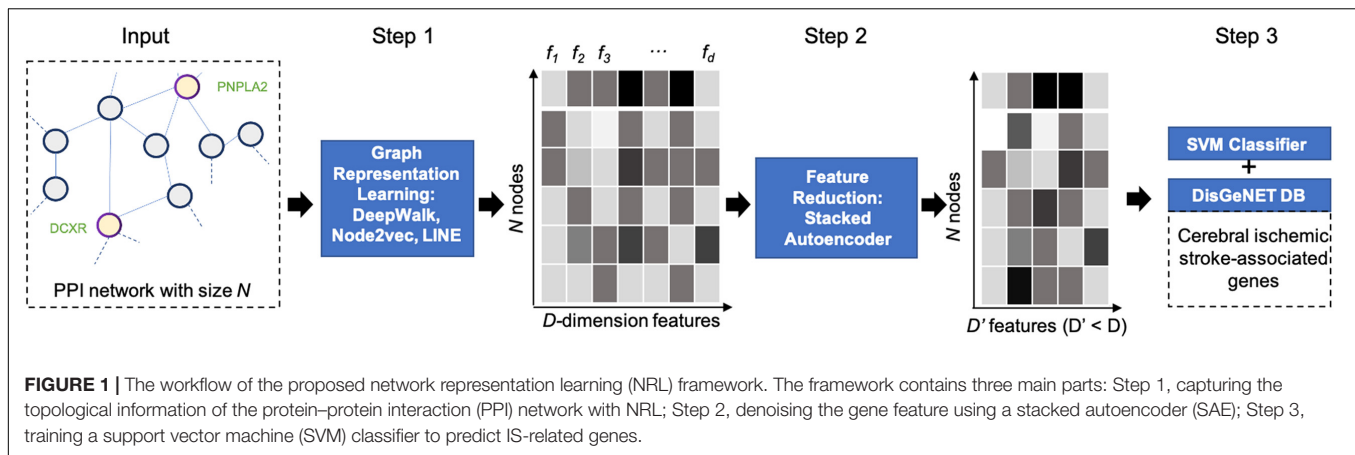 Input
Step 1
Step 2
Step 3
PNPLA2
DCXR
PPI network with size N
Graph
Representation
Learning:
DeepWalk,
Node2vec, LINE
f1 f2 f3 ... fd
N nodes
D-dimension features
Feature
Reduction:
Stacked
Autoencoder
N nodes
D' features (D' < D)
SVM Classifier
+
DisGeNET DB
Cerebral ischemic
stroke-associated
genes
FIGURE 1 | The workflow of the proposed network representation learning (NRL) framework. The framework contains three main parts: Step 1, capturing the
topological information of the protein–protein interaction (PPI) network with NRL; Step 2, denoising the gene feature using a stacked autoencoder (SAE); Step 3,
training a support vector machine (SVM) classifier to predict IS-related genes.